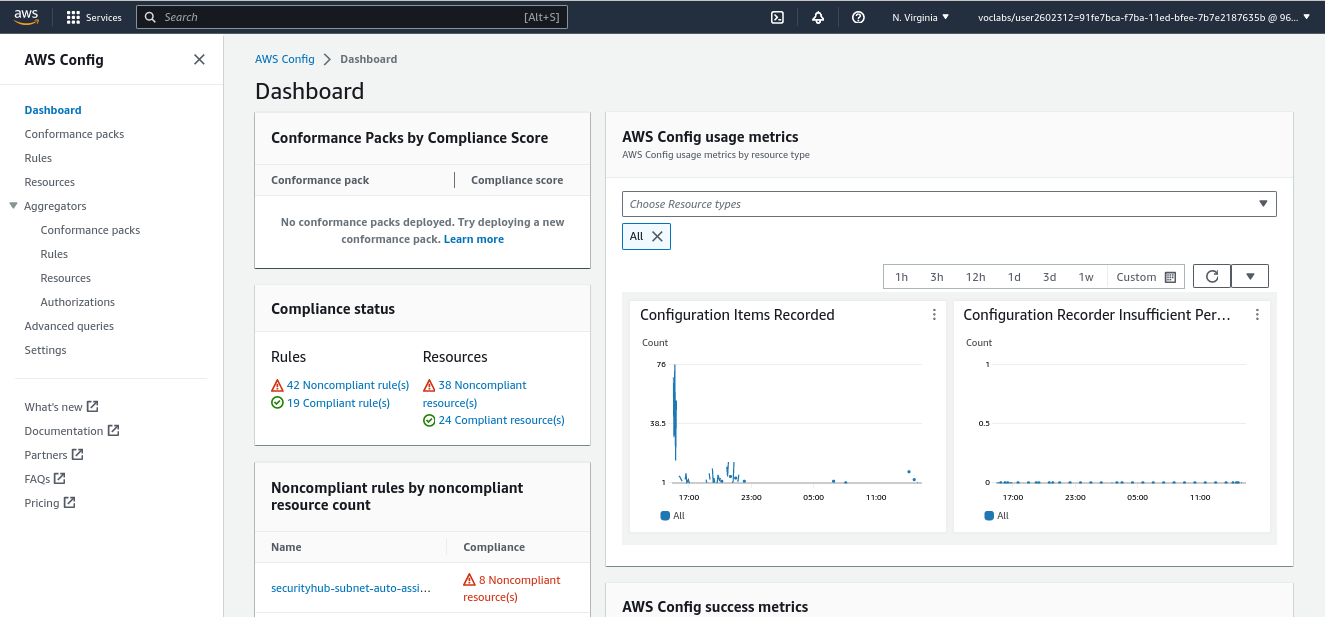 aws
Services
Search
[Alt+S]
N. Virginia
voclabs/user2602312=91fe7bca-f7ba-11ed-bfee-7b7e2187635b @ 96...
AWS Config
Dashboard
Conformance packs
Rules
Resources
Aggregators
Conformance packs
Rules
Resources
Authorizations
Advanced queries
Settings
What's new
Documentation
Partners
FAQs
Pricing
AWS Config
Dashboard
Dashboard
Conformance Packs by Compliance Score
Conformance pack
Compliance score
No conformance packs deployed. Try deploying a new
conformance pack. Learn more
Compliance status
Rules
42 Noncompliant rule(s)
19 Compliant rule(s)
Resources
38 Noncompliant
resource(s)
24 Compliant resource(s)
Noncompliant rules by noncompliant
resource count
Name
Compliance
securityhub-subnet-auto-assi...
8 Noncompliant
resource(s)
AWS Config usage metrics
AWS Config usage metrics by resource type
Choose Resource types
All
1h
3h
12h
1d
3d
1w
Custom
Configuration Items Recorded
Count
76
38.5
1
17:00
23:00
05:00
11:00
All
Configuration Recorder Insufficient Per...
Count
1
0.5
0
17:00
23:00
05:00
11:00
All
AWS Config success metrics